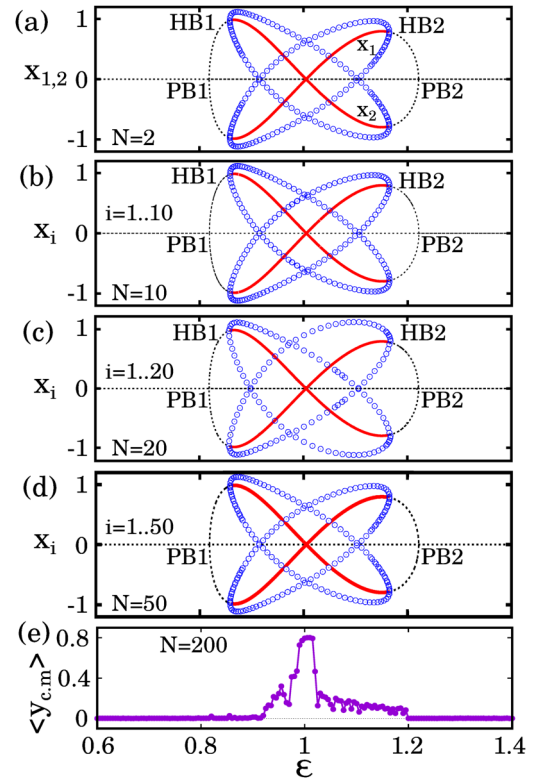 (a) 1 HB1 HB2
x₁
x₁,₂ 0 PB1 PB2
x₂
-1 N=2
(b) 1 HB1 HB2
i=1..10
xᵢ 0 PB1 PB2
-1 N=10
(c) 1 HB1 HB2
i=1..20
xᵢ 0 PB1 PB2
-1 N=20
(d) 1 HB1 HB2
i=1..50
xᵢ 0 PB1 PB2
-1 N=50
(e) 0.8 N=200
<y_c.m> 0.4
0
0.6 0.8 1 1.2 1.4
ε